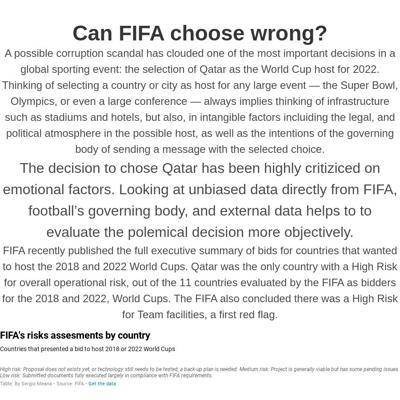 Can FIFA choose wrong?
A possible corruption scandal has clouded one of the most important decisions in a
global sporting event: the selection of Qatar as the World Cup host for 2022.
Thinking of selecting a country or city as host for any large event — the Super Bowl,
Olympics, or even a large conference — always implies thinking of infrastructure
such as stadiums and hotels, but also, in intangible factors incluiding the legal, and
political atmosphere in the possible host, as well as the intentions of the governing
body of sending a message with the selected choice.
The decision to chose Qatar has been highly critiziced on
emotional factors. Looking at unbiased data directly from FIFA,
football's governing body, and external data helps to to
evaluate the polemical decision more objectively.
FIFA recently published the full executive summary of bids for countries that wanted
to host the 2018 and 2022 World Cups. Qatar was the only country with a High Risk
for overall operational risk, out of the 11 countries evaluated by the FIFA as bidders
for the 2018 and 2022, World Cups. The FIFA also concluded there was a High Risk
for Team facilities, a first red flag.
FIFA's risks assesments by country
Countries that presented a bid to host 2018 or 2022 World Cups
High risk: Proposal does not exists yet, or technology still needs to be tested, a back-up plan is needed. Medium risk: Project is generally viable but has some pending issues.
Low risk: Submitted documents fully executed largely in compliance with FIFA requirements.
Table: By Sergio Meana • Source: FIFA • Get the data